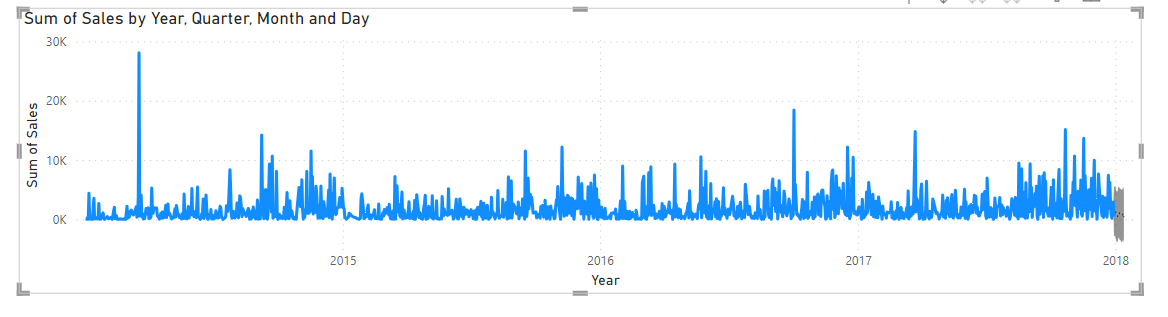 Sum of Sales by Year, Quarter, Month and Day
30K
20K
10K
0K
Sum of Sales
2015 2016 2017 2018
Year